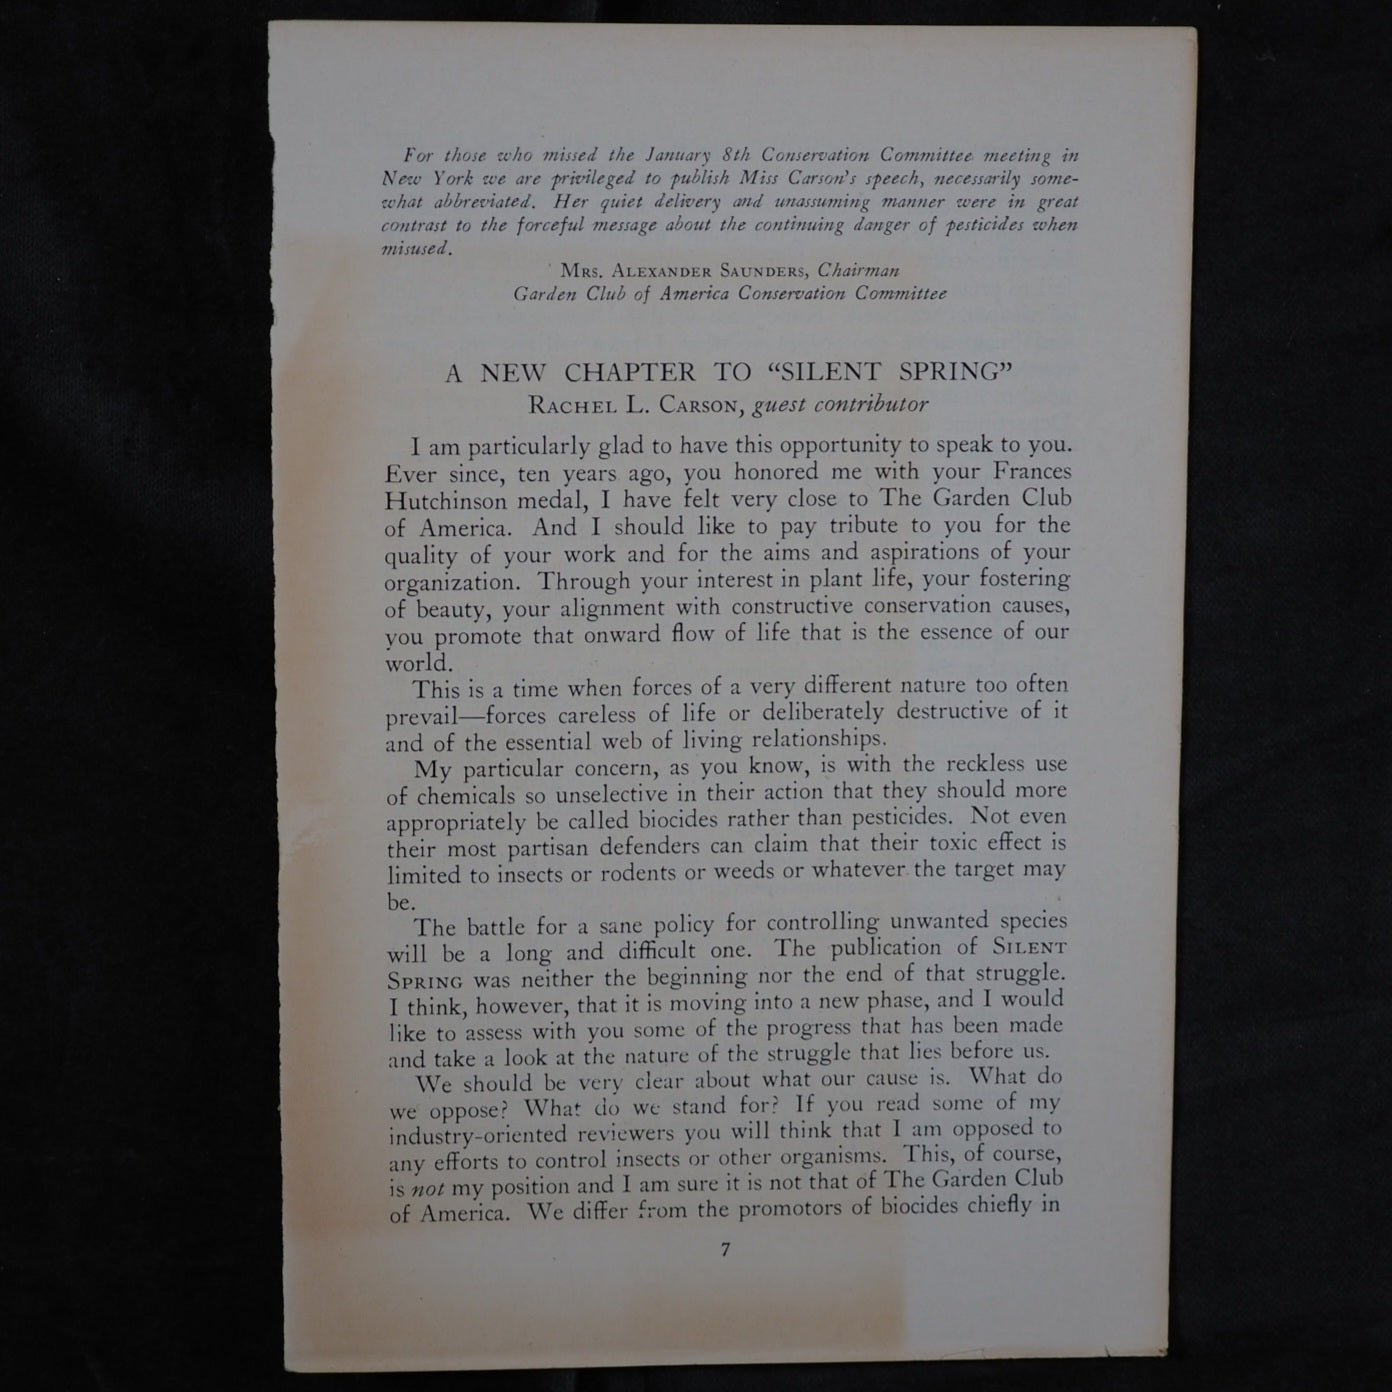 For those who missed the January 8th Conservation Committee meeting in
New York we are privileged to publish Miss Carson's speech, necessarily some-
what abbreviated. Her quiet delivery and unassuming manner were in great
contrast to the forceful message about the continuing danger of pesticides when
misused.
Mrs. Alexander Saunders, Chairman
Garden Club of America Conservation Committee
A NEW CHAPTER TO “SILENT SPRING”
Rachel L. Carson, guest contributor
I am particularly glad to have this opportunity to speak to you.
Ever since, ten years ago, you honored me with your Frances
Hutchinson medal, I have felt very close to The Garden Club
of America. And I should like to pay tribute to you for the
quality of your work and for the aims and aspirations of your
organization. Through your interest in plant life, your fostering
of beauty, your alignment with constructive conservation causes,
you promote that onward flow of life that is the essence of our
world.
This is a time when forces of a very different nature too often
prevail—forces careless of life or deliberately destructive of it
and of the essential web of living relationships.
My particular concern, as you know, is with the reckless use
of chemicals so unselective in their action that they should more
appropriately be called biocides rather than pesticides. Not even
their most partisan defenders can claim that their toxic effect is
limited to insects or rodents or weeds or whatever the target may
be.
The battle for a sane policy for controlling unwanted species
will be a long and difficult one. The publication of Silent
Spring was neither the beginning nor the end of that struggle.
I think, however, that it is moving into a new phase, and I would
like to assess with you some of the progress that has been made
and take a look at the nature of the struggle that lies before us.
We should be very clear about what our cause is. What do
we oppose? What do we stand for? If you read some of my
industry-oriented reviewers you will think that I am opposed to
any efforts to control insects or other organisms. This, of course,
is not my position and I am sure it is not that of The Garden Club
of America. We differ from the promotors of biocides chiefly in
7